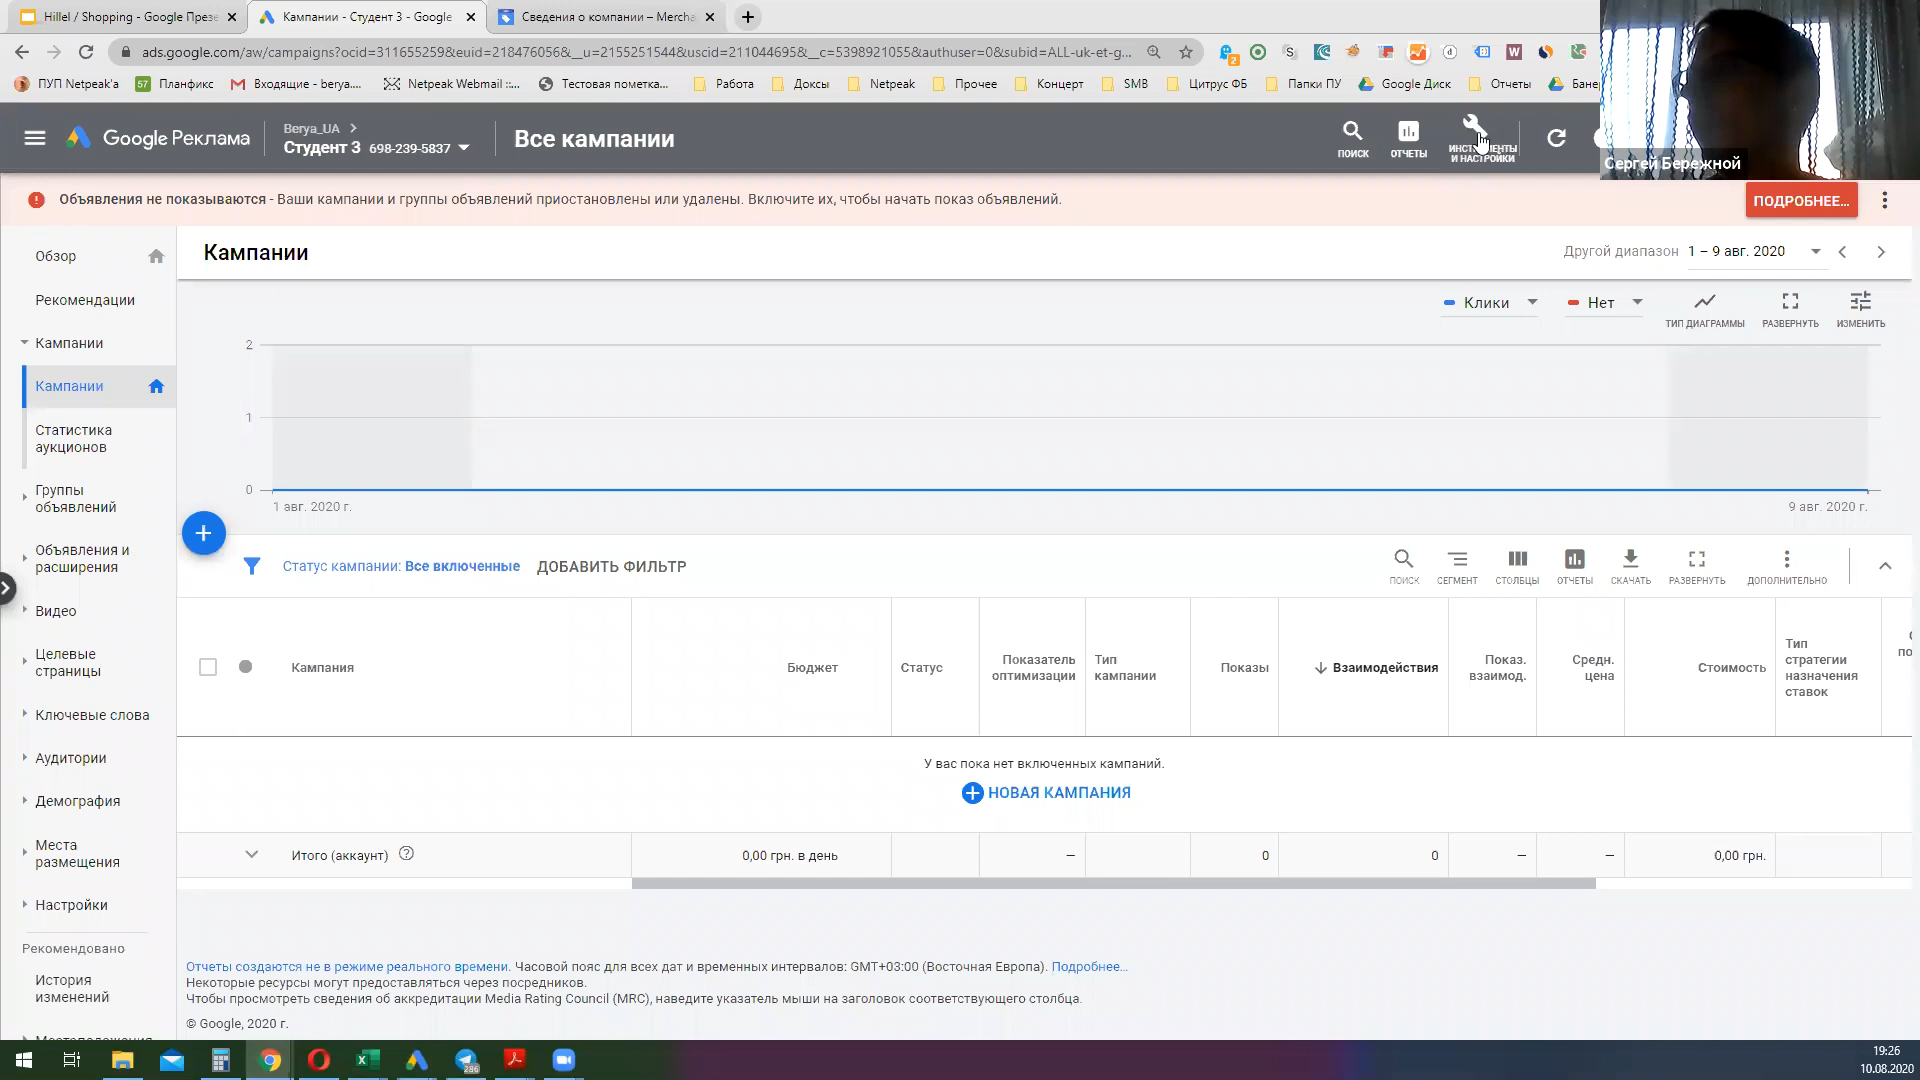 Hillel / Shopping - Google Презе
Кампании - Студент 3 - Google
Сведения о компании – Mercha
ads.google.com/aw/campaigns?ocid=311655259&euid=218476056&__u=2155251544&uscid=211044695&__c=5398921055&authuser=0&subid=ALL-uk-et-g...
2
ПУП Netpeak'a
57 Планфикс
Входящие - berya....
Netpeak Webmail ::...
Тестовая пометка...
Работа
Доксы
Netpeak
Прочее
Концерт
SMB
Цитрус ФБ
Папки ПУ
Google Диск
Отчеты
Бане
Google Реклама
Berya_UA
Студент 3 698-239-5837
Все кампании
ПОИСК
ОТЧЕТЫ
ИНСТРУМЕНТЫ
И НАСТРОЙКИ
Сергей Бережной
Объявления не показываются - Ваши кампании и группы объявлений приостановлены или удалены. Включите их, чтобы начать показ объявлений.
ПОДРОБНЕЕ...
Обзор
Рекомендации
Кампании
Кампании
Статистика
аукционов
Группы
объявлений
Объявления и
расширения
Видео
Целевые
страницы
Ключевые слова
Аудитории
Демография
Места
размещения
Настройки
Рекомендовано
История
изменений
Местоположения
Кампании
Другой диапазон 1 – 9 авг. 2020
Клики
Нет
ТИП ДИАГРАММЫ
РАЗВЕРНУТЬ
ИЗМЕНИТЬ
2
1
0
1 авг. 2020 г.
9 авг. 2020 г.
Статус кампании: Все включенные
ДОБАВИТЬ ФИЛЬТР
ПОИСК
СЕГМЕНТ
СТОЛБЦЫ
ОТЧЕТЫ
СКАЧАТЬ
РАЗВЕРНУТЬ
ДОПОЛНИТЕЛЬНО
Кампания
Бюджет
Статус
Показатель
оптимизации
Тип
кампании
Показы
Взаимодействия
Показ.
взаимод.
Средн.
цена
Стоимость
Тип
стратегии
назначения
ставок
по
У вас пока нет включенных кампаний.
НОВАЯ КАМПАНИЯ
Итого (аккаунт)
0,00 грн. в день
–
0
0
–
–
0,00 грн.
Отчеты создаются не в режиме реального времени. Часовой пояс для всех дат и временных интервалов: GMT+03:00 (Восточная Европа). Подробнее...
Некоторые ресурсы могут предоставляться через посредников.
Чтобы просмотреть сведения об аккредитации Media Rating Council (MRC), наведите указатель мыши на заголовок соответствующего столбца.
© Google, 2020 г.
286
19:26
10.08.2020